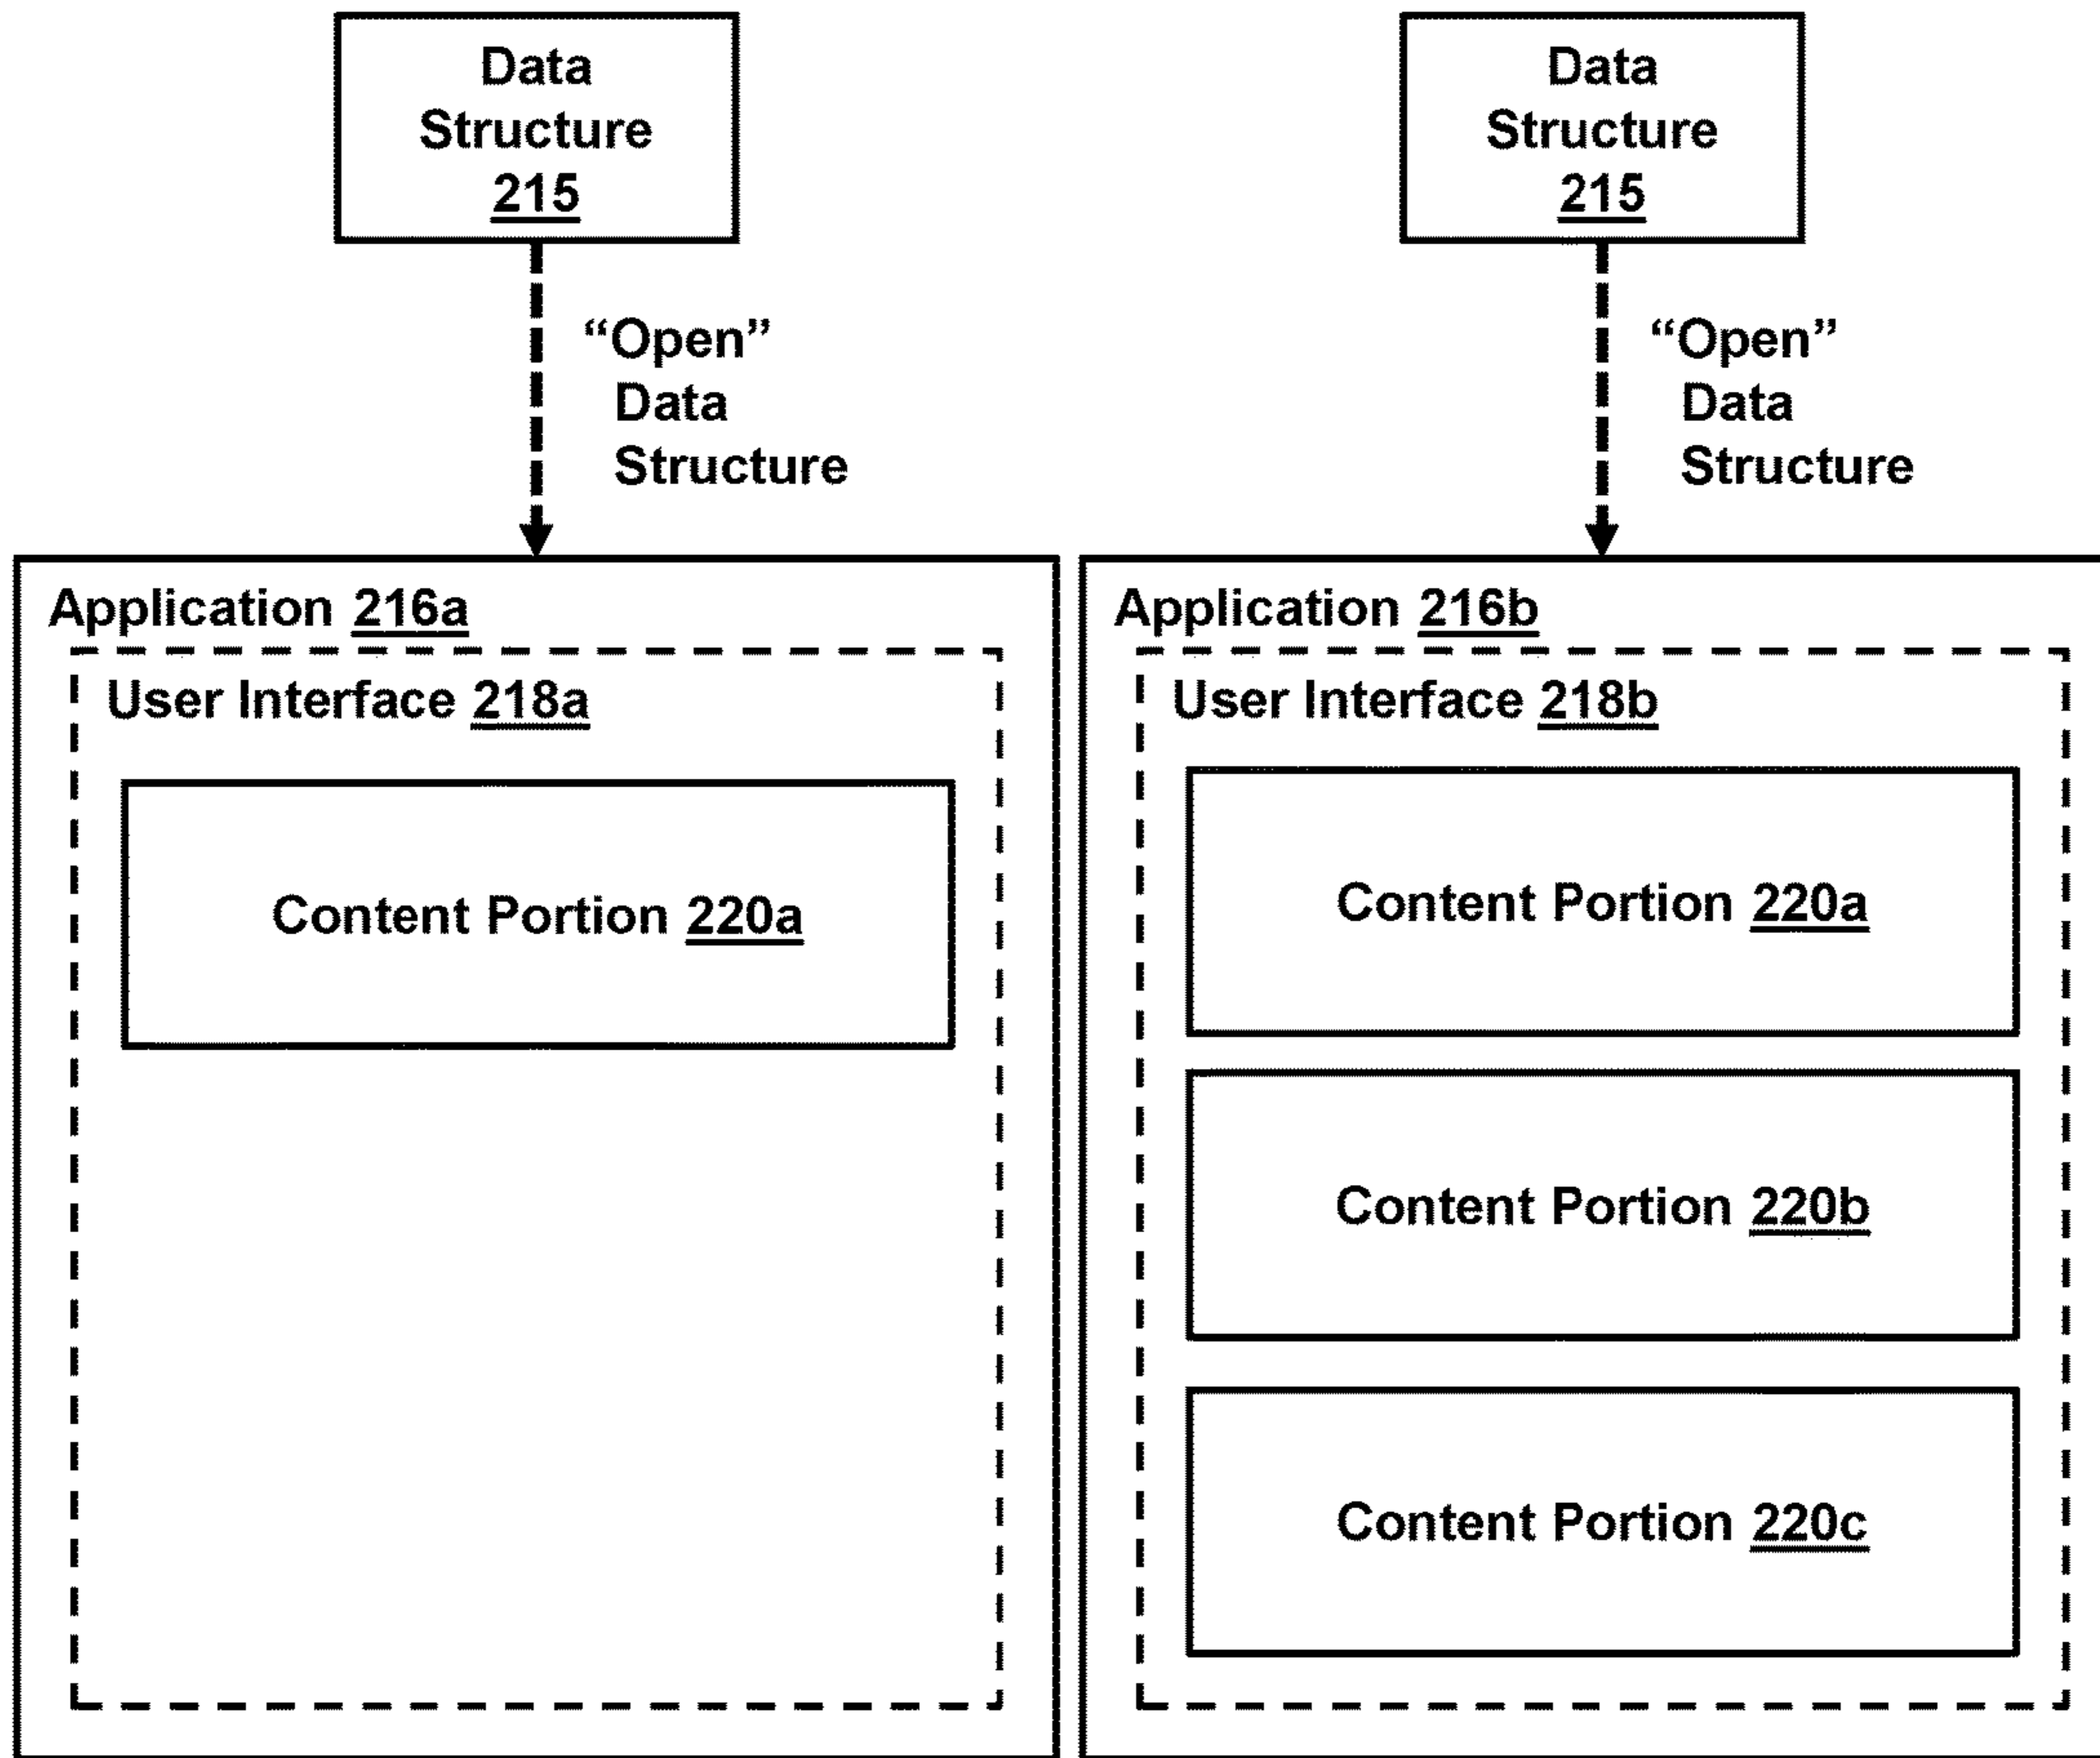 Data
Structure
215
“Open”
Data
Structure
Application 216a
User Interface 218a
Content Portion 220a
Data
Structure
215
“Open”
Data
Structure
Application 216b
User Interface 218b
Content Portion 220a
Content Portion 220b
Content Portion 220c